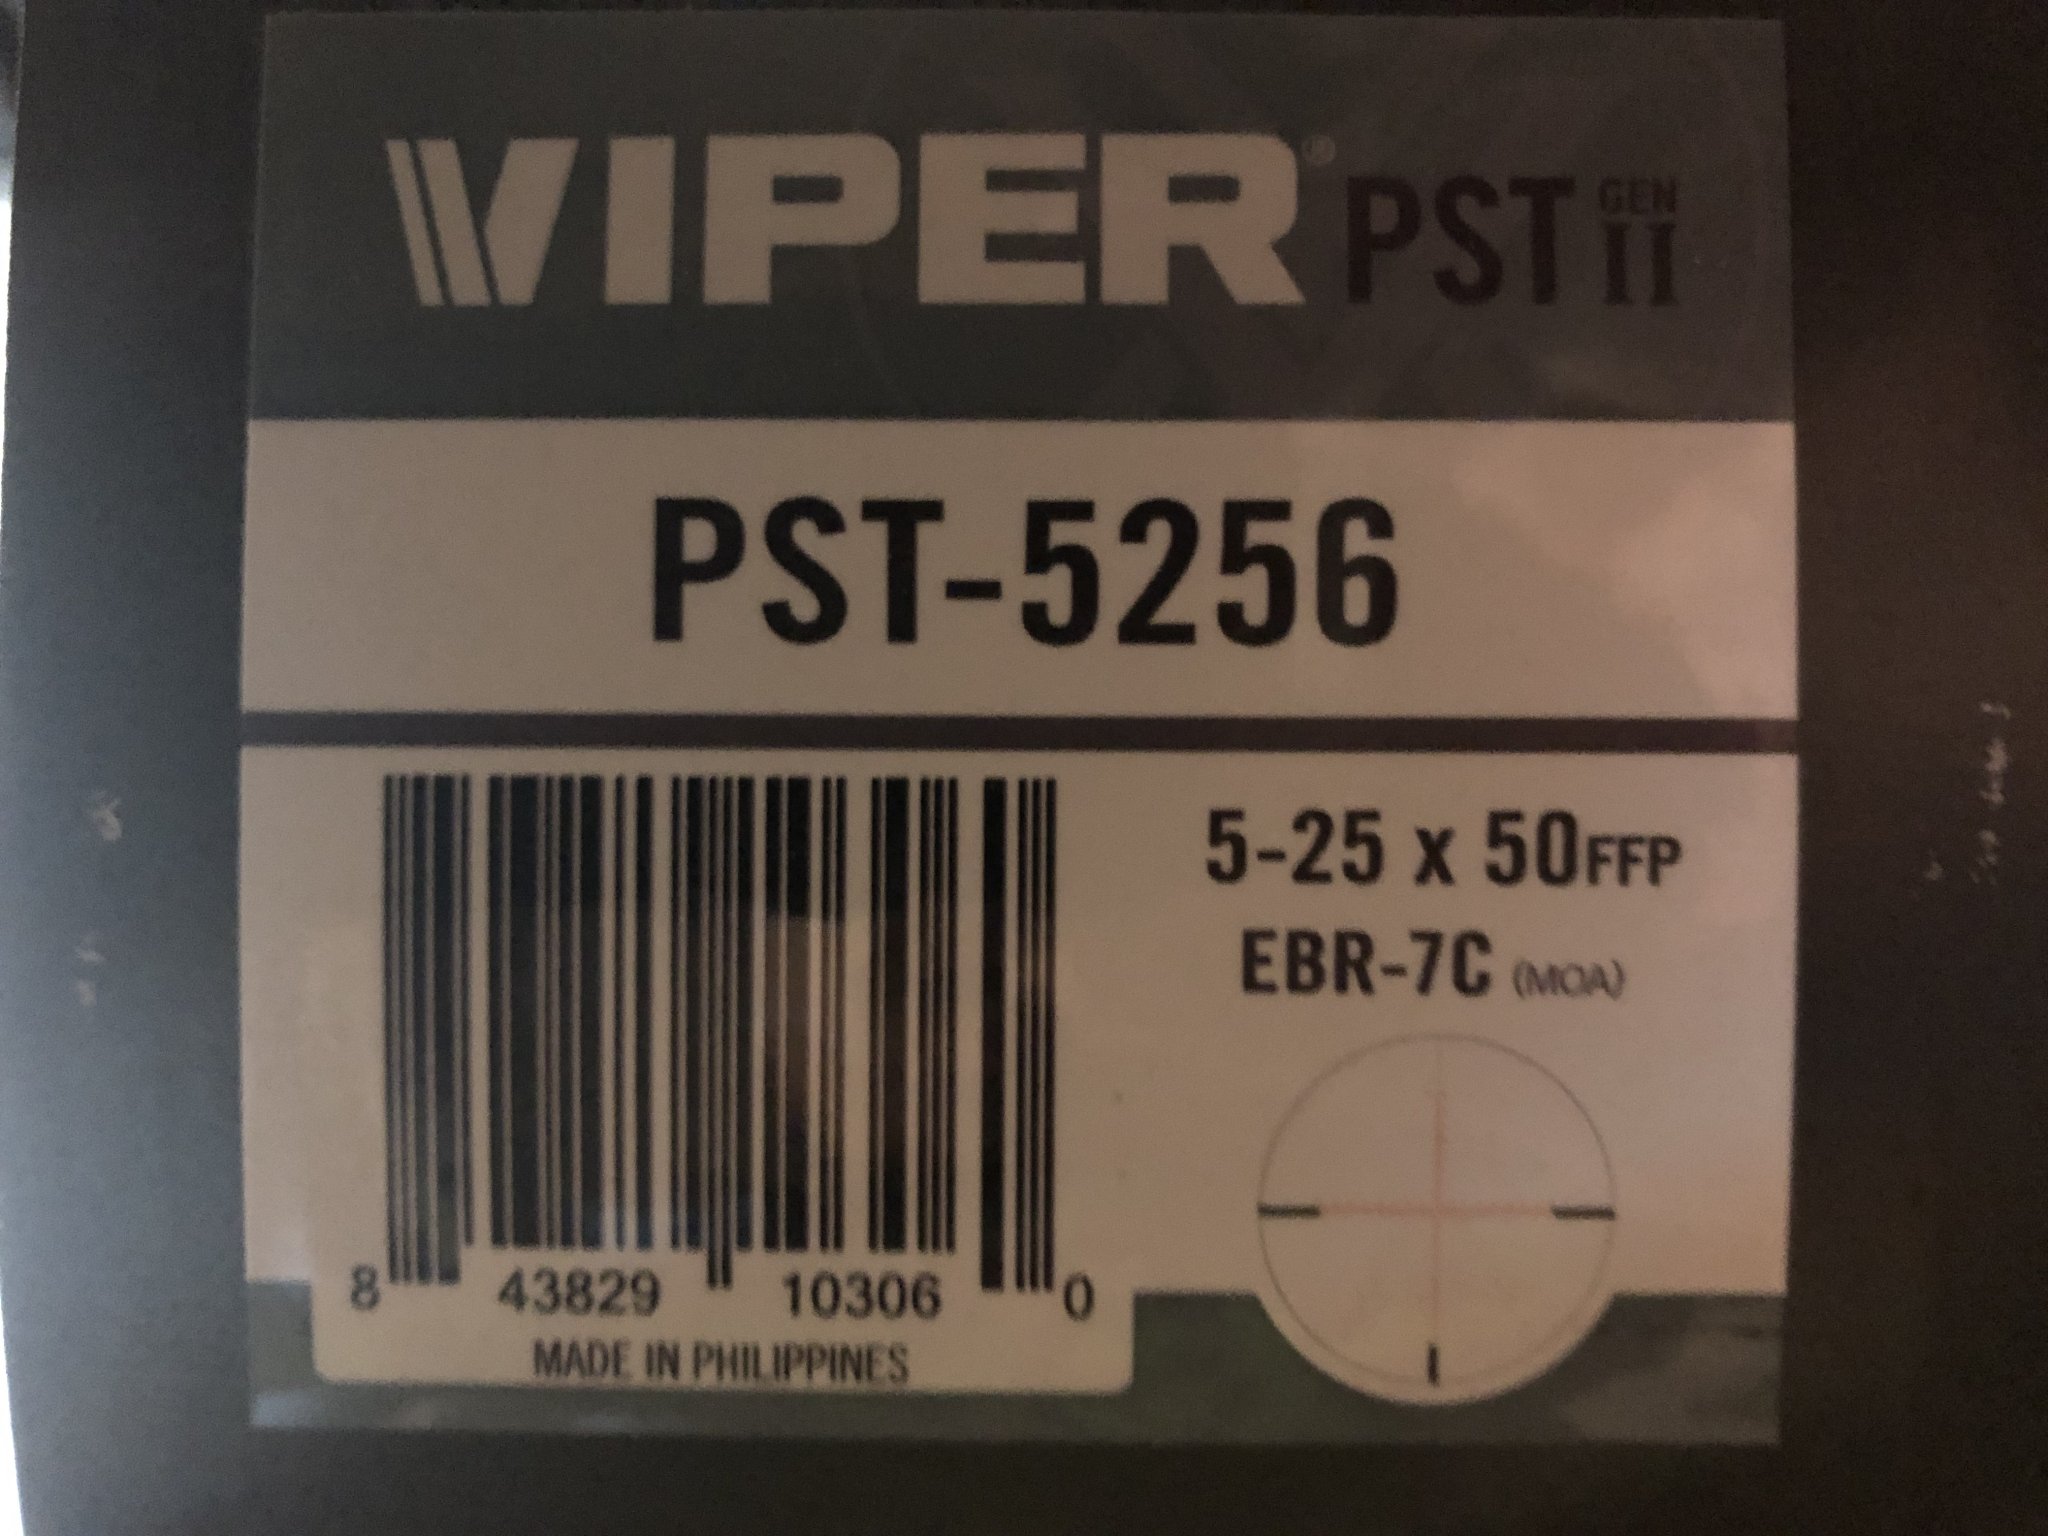 VIPER® PST GEN II
PST-5256
5-25 x 50FFP
EBR-7C (MOA)
8 43829 10306 0
MADE IN PHILIPPINES